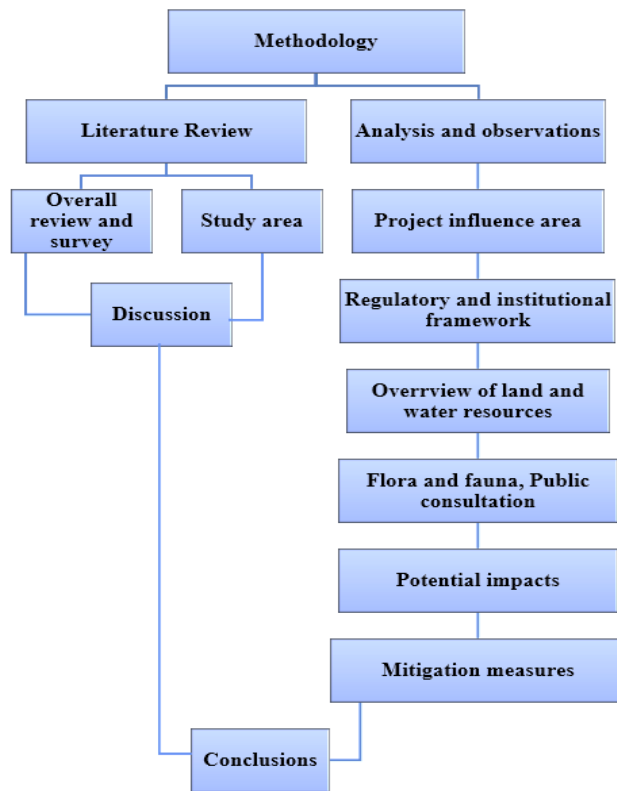 Methodology
Literature Review
Analysis and observations
Overall
review and
survey
Study area
Project influence area
Discussion
Regulatory and institutional
framework
Overrview of land and
water resources
Flora and fauna, Public
consultation
Potential impacts
Mitigation measures
Conclusions